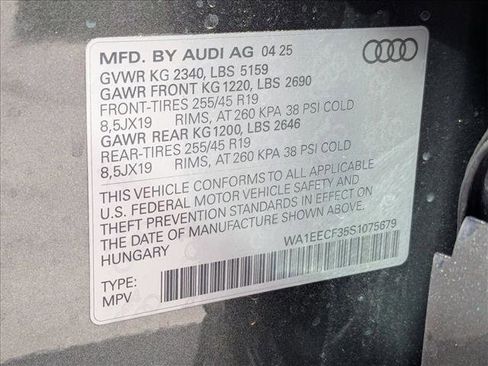 MFD. BY AUDI AG 04 25
GVWR KG 2340, LBS 5159
GAWR FRONT KG 1220, LBS 2690
FRONT-TIRES 255/45 R19
8,5JX19 RIMS, AT 260 KPA 38 PSI COLD
GAWR REAR KG1200, LBS 2646
REAR-TIRES 255/45 R19
8,5JX19 RIMS, AT 260 KPA 38 PSI COLD
THIS VEHICLE CONFORMS TO ALL APPLICABLE
U.S. FEDERAL MOTOR VEHICLE SAFETY AND
THEFT PREVENTION STANDARDS IN EFFECT ON
THE DATE OF MANUFACTURE SHOWN ABOVE.
HUNGARY
WA1EECF35S1075679
TYPE:
MPV